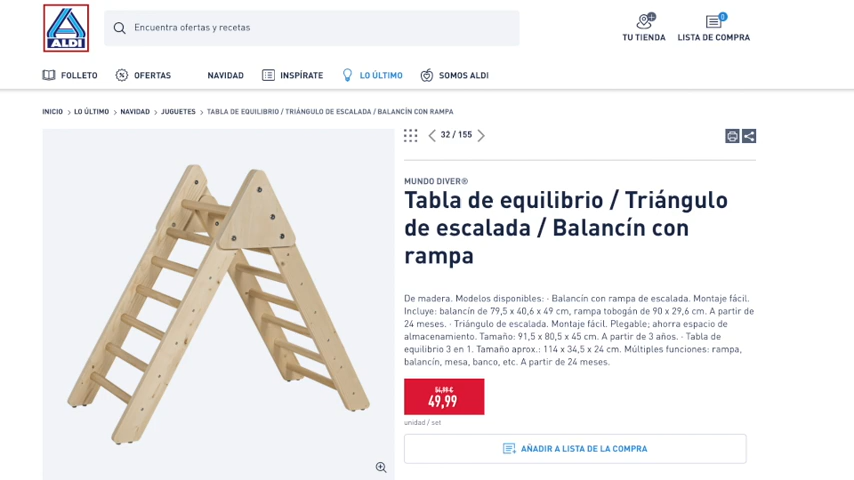 ALDI
Encuentra ofertas y recetas
TU TIENDA
0
LISTA DE COMPRA
FOLLETO
OFERTAS
NAVIDAD
INSPÍRATE
LO ÚLTIMO
SOMOS ALDI
INICIO > LO ÚLTIMO > NAVIDAD > JUGUETES > TABLA DE EQUILIBRIO / TRIÁNGULO DE ESCALADA / BALANCÍN CON RAMPA
32 / 155
MUNDO DIVER®
Tabla de equilibrio / Triángulo
de escalada / Balancín con
rampa
De madera. Modelos disponibles: · Balancín con rampa de escalada. Montaje fácil.
Incluye: balancín de 79,5 x 40,6 x 49 cm, rampa tobogán de 90 x 29,6 cm. A partir de
24 meses. · Triángulo de escalada. Montaje fácil. Plegable; ahorra espacio de
almacenamiento. Tamaño: 91,5 x 80,5 x 45 cm. A partir de 3 años. · Tabla de
equilibrio 3 en 1. Tamaño aprox.: 114 x 34,5 x 24 cm. Múltiples funciones: rampa,
balancín, mesa, banco, etc. A partir de 24 meses.
54,99 €
49,99
unidad / set
AÑADIR A LISTA DE LA COMPRA